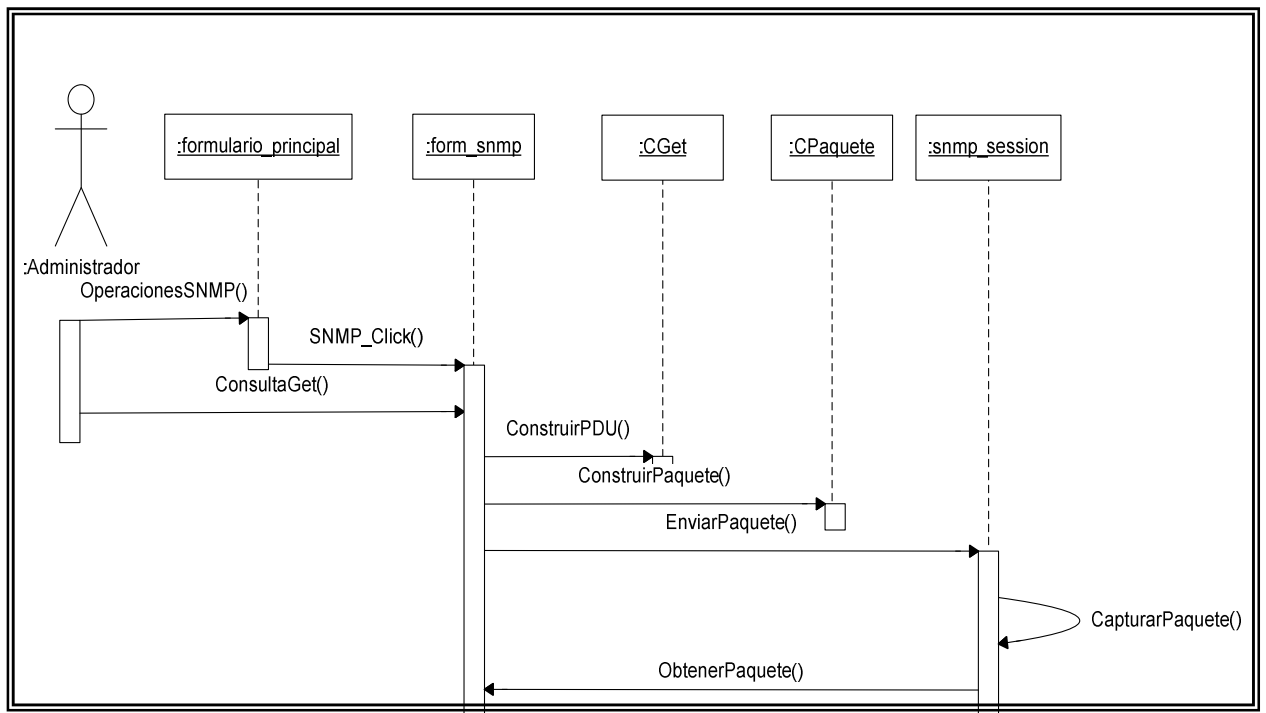 :formulario_principal
:form_snmp
:CGet
:CPaquete
:snmp_session
:Administrador
OperacionesSNMP()
SNMP_Click()
ConsultaGet()
ConstruirPDU()
ConstruirPaquete()
EnviarPaquete()
CapturarPaquete()
ObtenerPaquete()